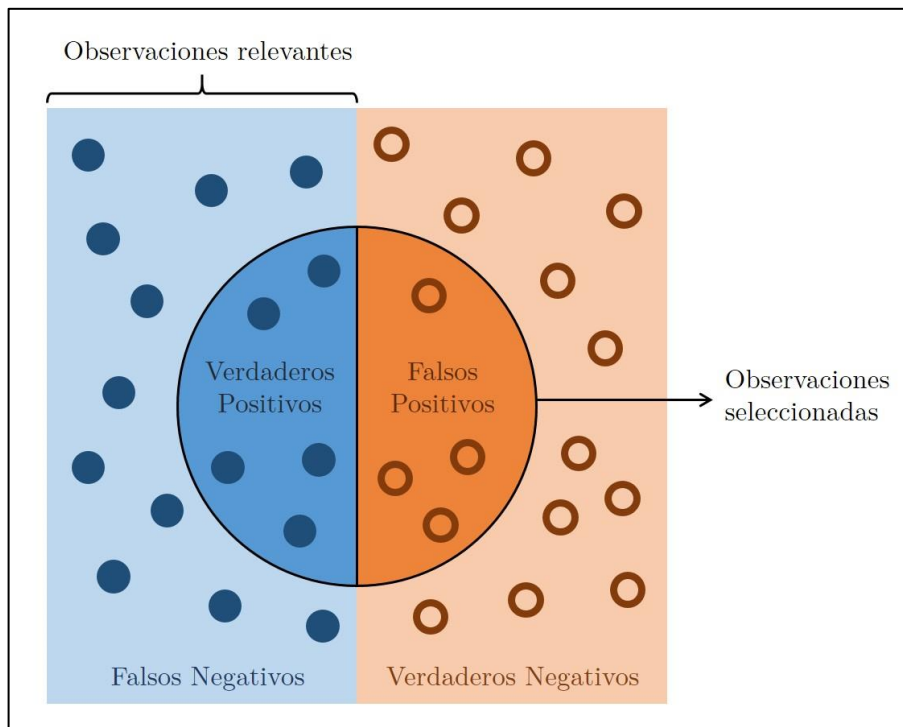 Observaciones relevantes
Verdaderos
Positivos
Falsos
Positivos
Observaciones
seleccionadas
Falsos Negativos
Verdaderos Negativos